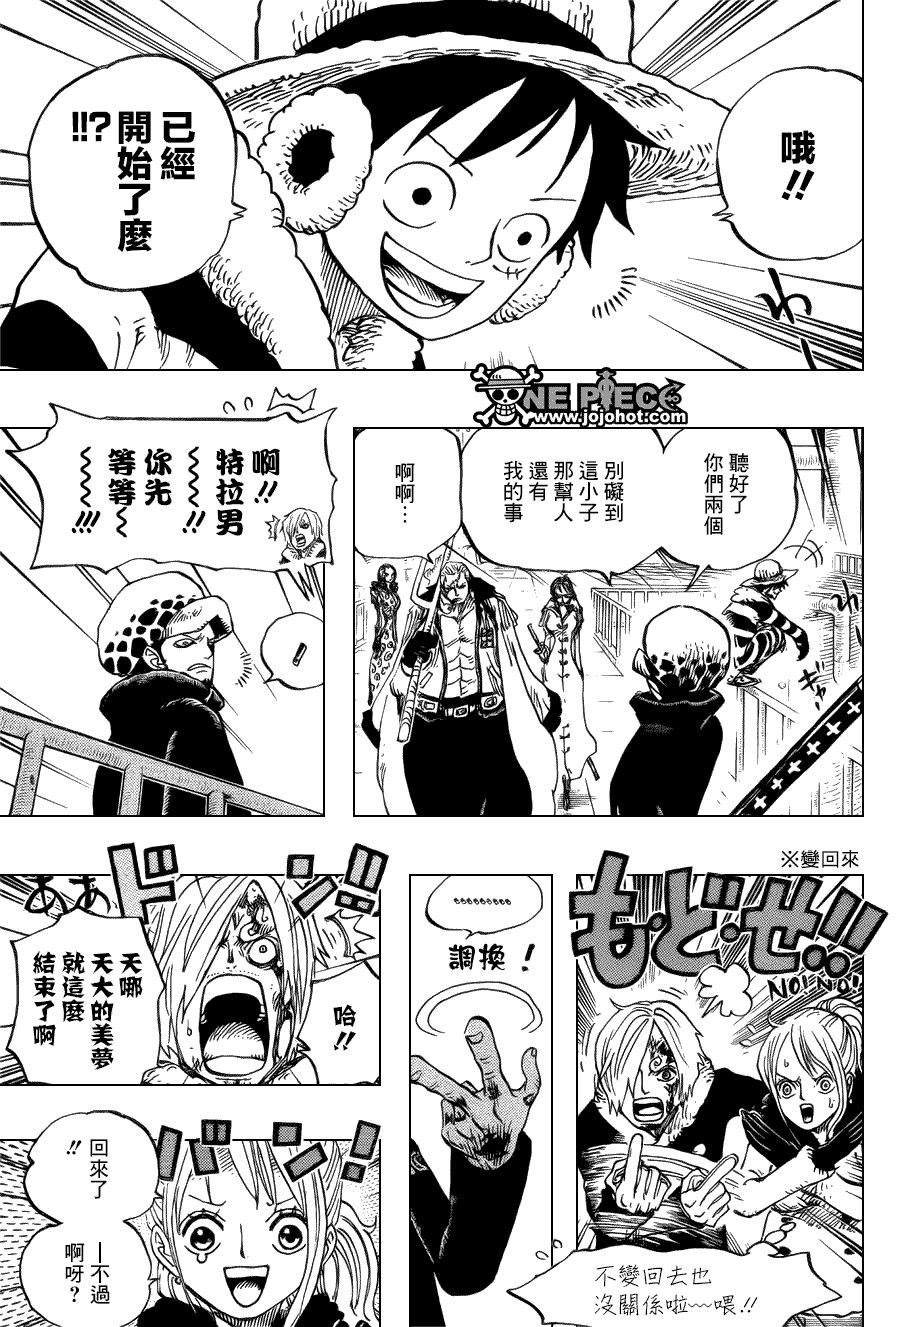 哦!!
已經
開始了麼
!!?
ONE PIECE
www.jojohot.com
聽好了
你們兩個
別礙到
這小子
那幫人
還有
我的事
啊啊…
啊!!
特拉男
~~!!
你先
等等~
~~!!!
!
※變回來
も・ど・せ!!!
NO! NO!
不變回去也
沒關係啦~~喂!!
…………
調換!
ドーン!!
ああ
哈!!
天哪
天大的美夢
就這麼
結束了啊
バーン!
回來了
!!
——不過
啊呀?